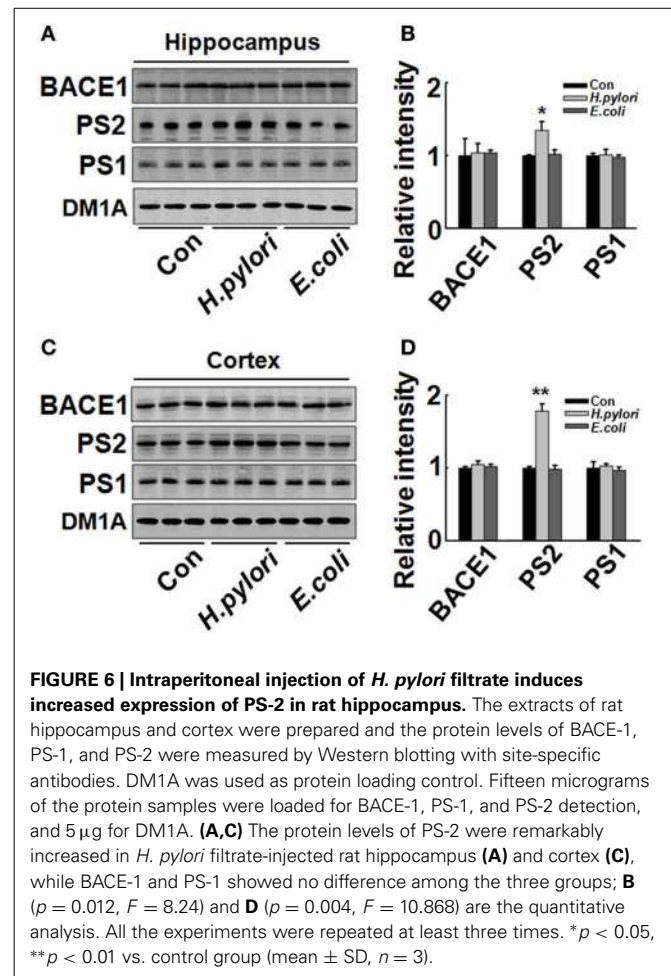 A
Hippocampus
BACE1
PS2
PS1
DM1A
Con
H.pylori
E.coli
B
Relative intensity
2
1
0
*
Con
H.pylori
E.coli
BACE1
PS2
PS1
C
Cortex
BACE1
PS2
PS1
DM1A
Con
H.pylori
E.coli
D
Relative intensity
2
1
0
**
Con
H.pylori
E.coli
BACE1
PS2
PS1
FIGURE 6 | Intraperitoneal injection of H. pylori filtrate induces
increased expression of PS-2 in rat hippocampus. The extracts of rat
hippocampus and cortex were prepared and the protein levels of BACE-1,
PS-1, and PS-2 were measured by Western blotting with site-specific
antibodies. DM1A was used as protein loading control. Fifteen micrograms
of the protein samples were loaded for BACE-1, PS-1, and PS-2 detection,
and 5 μg for DM1A. (A,C) The protein levels of PS-2 were remarkably
increased in H. pylori filtrate-injected rat hippocampus (A) and cortex (C),
while BACE-1 and PS-1 showed no difference among the three groups; B
(p = 0.012, F = 8.24) and D (p = 0.004, F = 10.868) are the quantitative
analysis. All the experiments were repeated at least three times. *p < 0.05,
**p < 0.01 vs. control group (mean ± SD, n = 3).